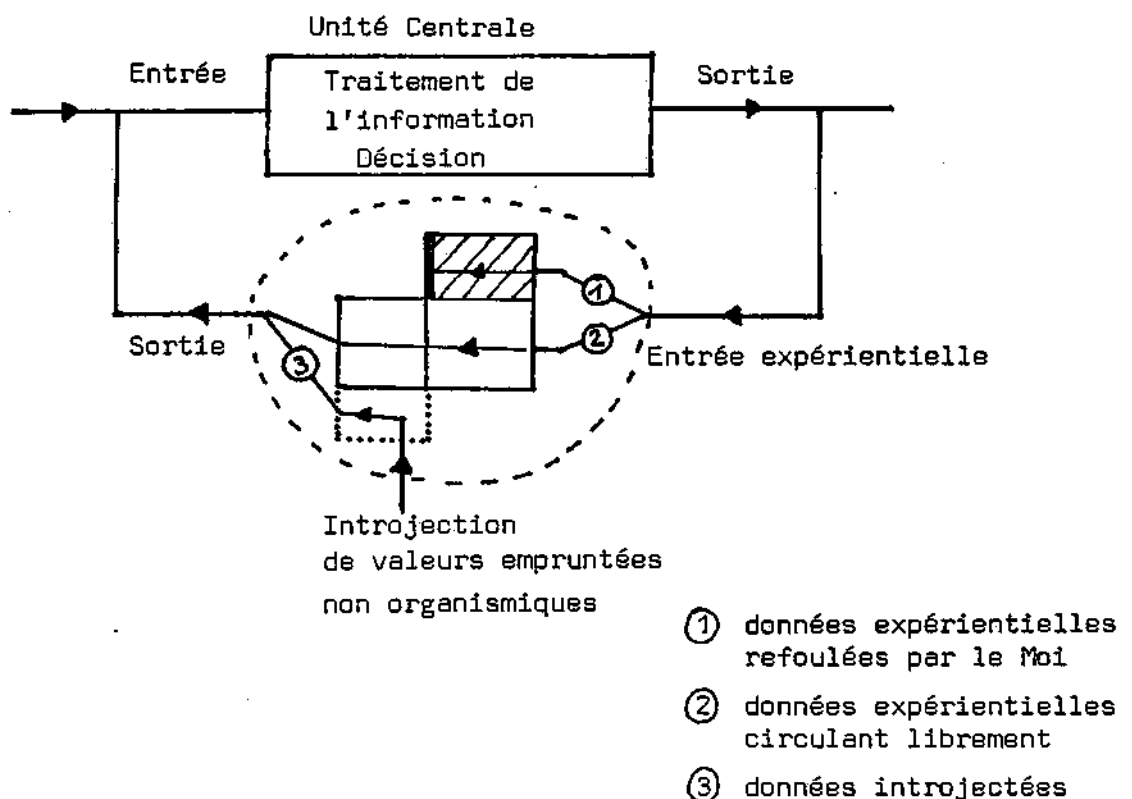 Unité Centrale
Entrée
Traitement de
l'information
Décision
Sortie
1
2
3
Sortie
Entrée expérientielle
Introjection
de valeurs empruntées
non organismiques
1 données expérientielles
refoulées par le Moi
2 données expérientielles
circulant librement
3 données introjectées